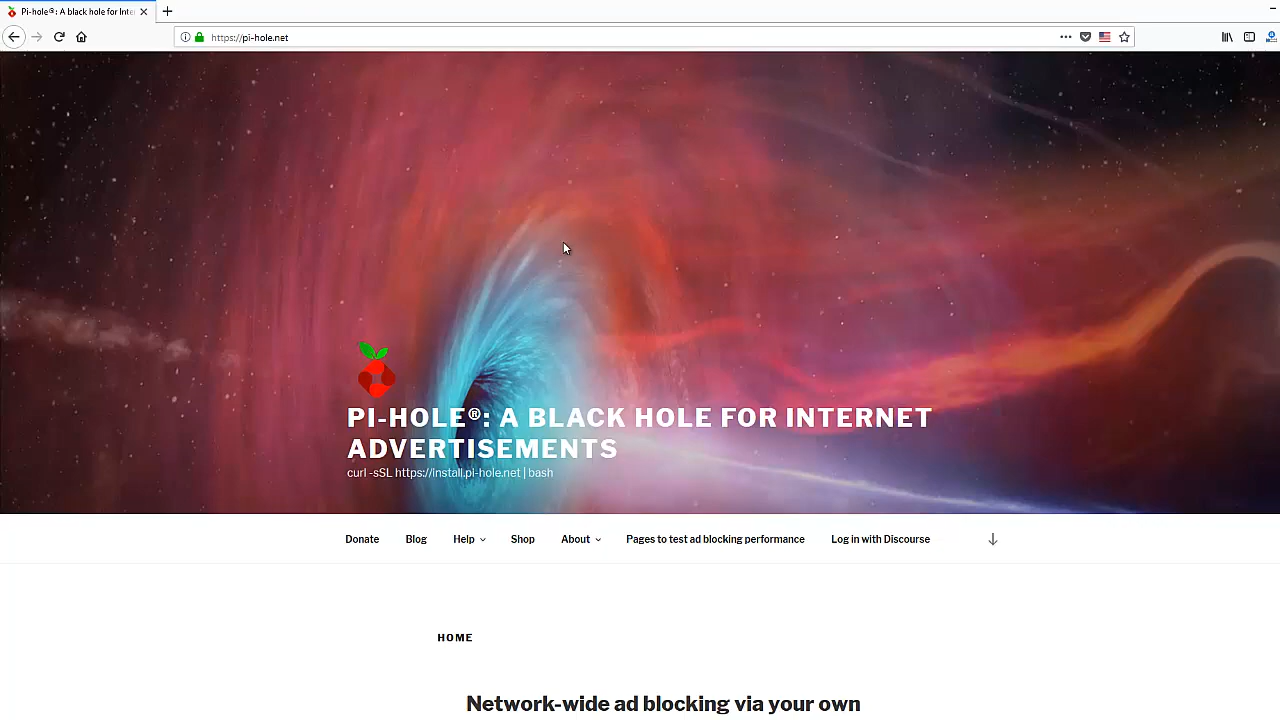 Pi-hole®: A black hole for Inte
https://pi-hole.net
PI-HOLE®: A BLACK HOLE FOR INTERNET
ADVERTISEMENTS
curl -sSL https://install.pi-hole.net | bash
Donate Blog Help Shop About Pages to test ad blocking performance Log in with Discourse
HOME
Network-wide ad blocking via your own